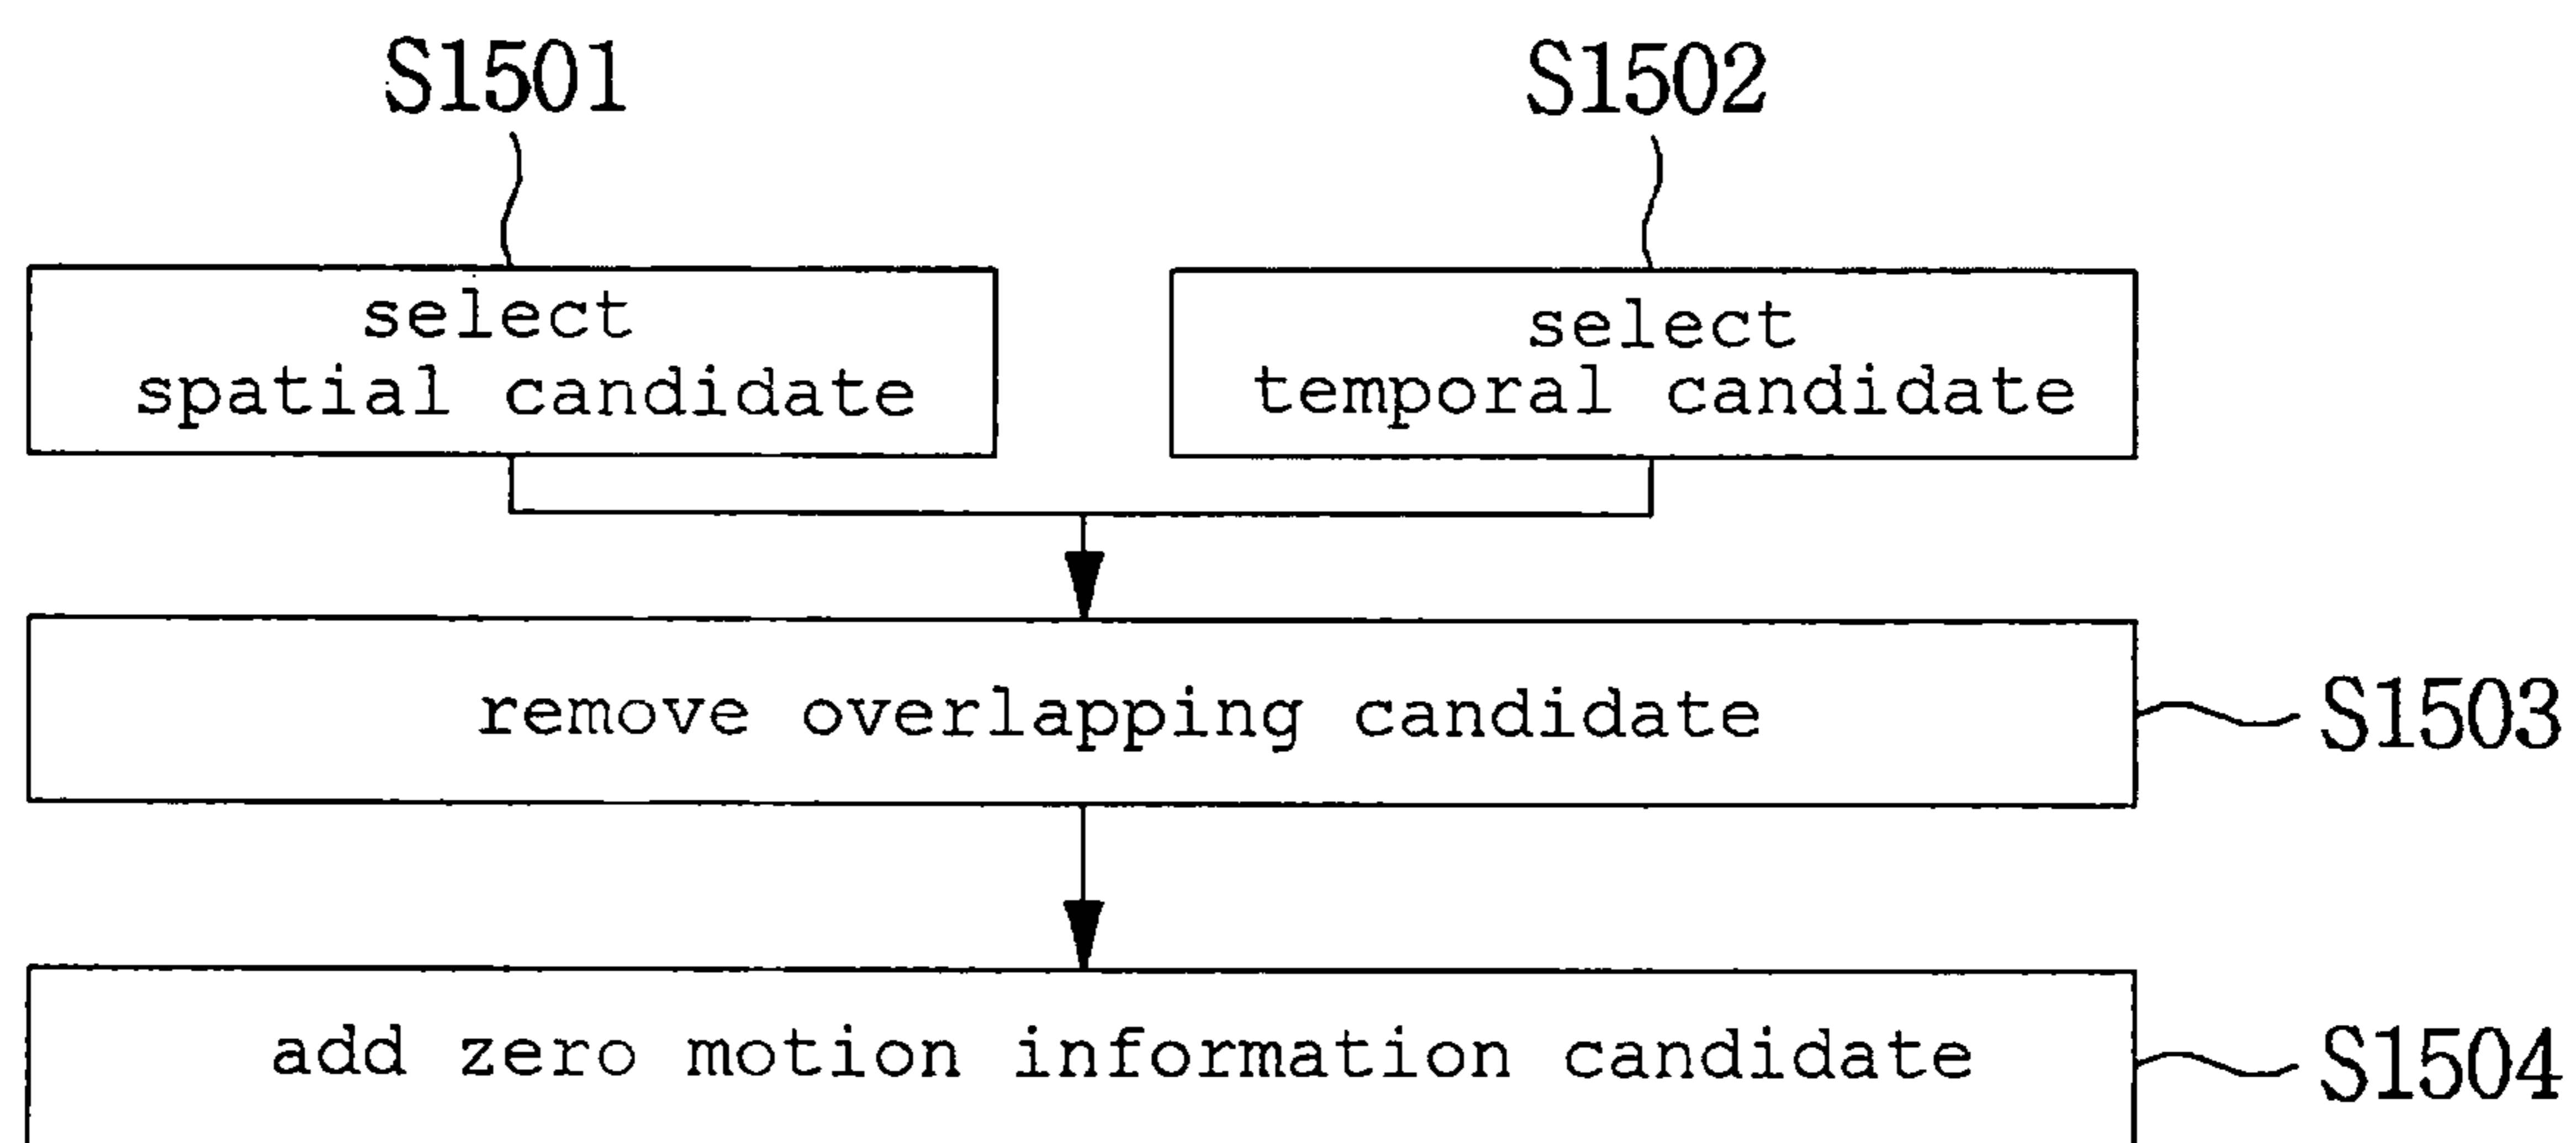 S1501
S1502
select
spatial candidate
select
temporal candidate
remove overlapping candidate
S1503
add zero motion information candidate
S1504